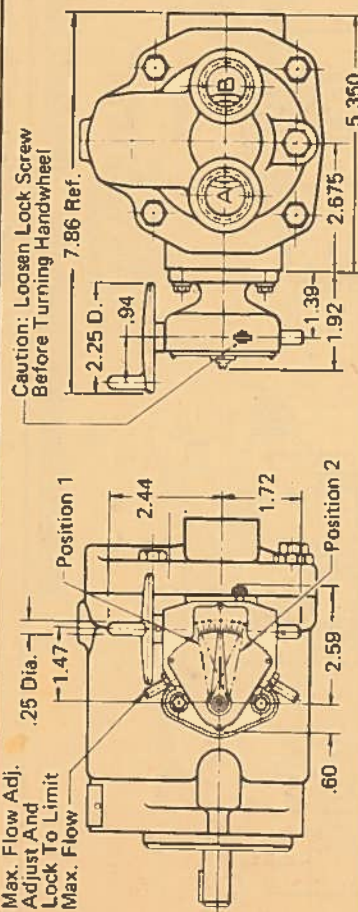 Max. Flow Adj.
Adjust And
Lock To Limit
Max. Flow
.25 Dia.
1.47
Position 1
2.44
1.72
Position 2
2.59
.60
Caution: Loosen Lock Screw
Before Turning Handwheel
7.86 Ref.
2.25 D.
.94
1.39
1.92
2.675
5.350
A
B